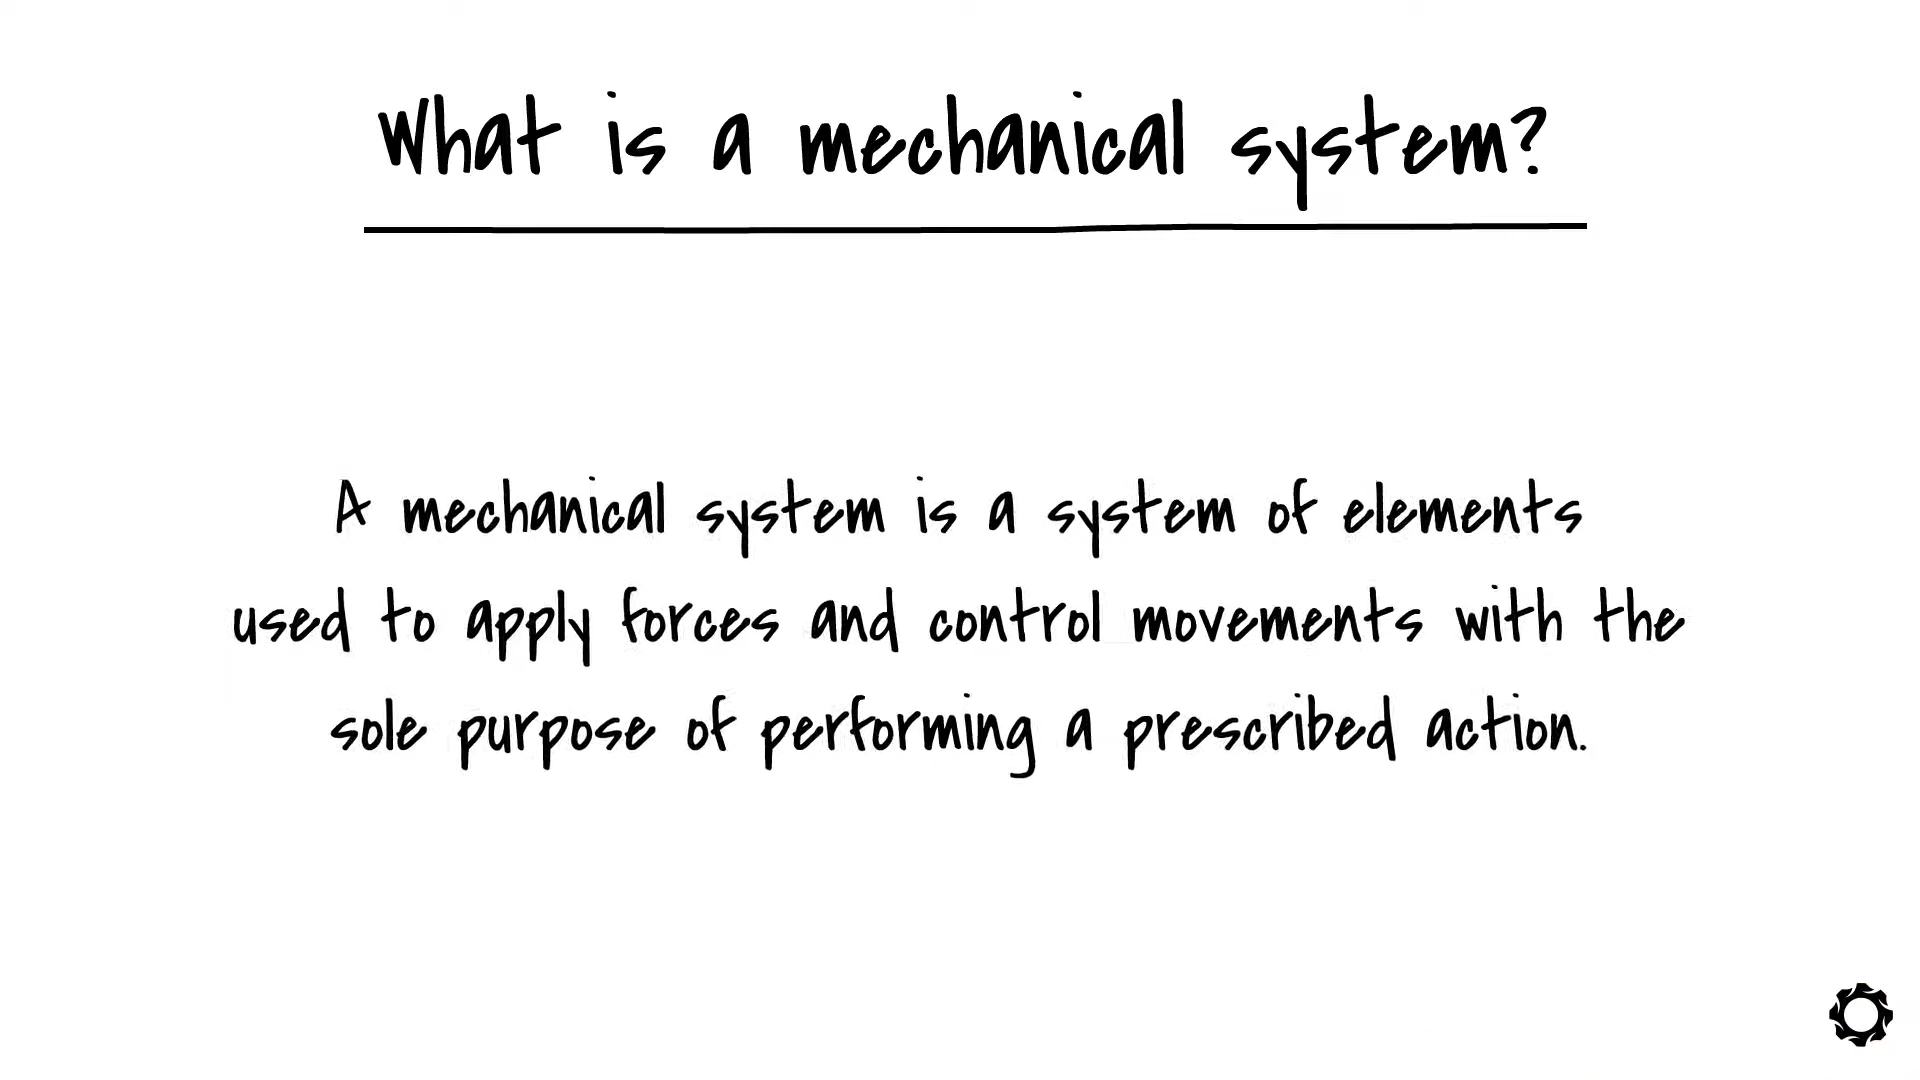 What is a mechanical system?
A mechanical system is a system of elements
used to apply forces and control movements with the
sole purpose of performing a prescribed action.